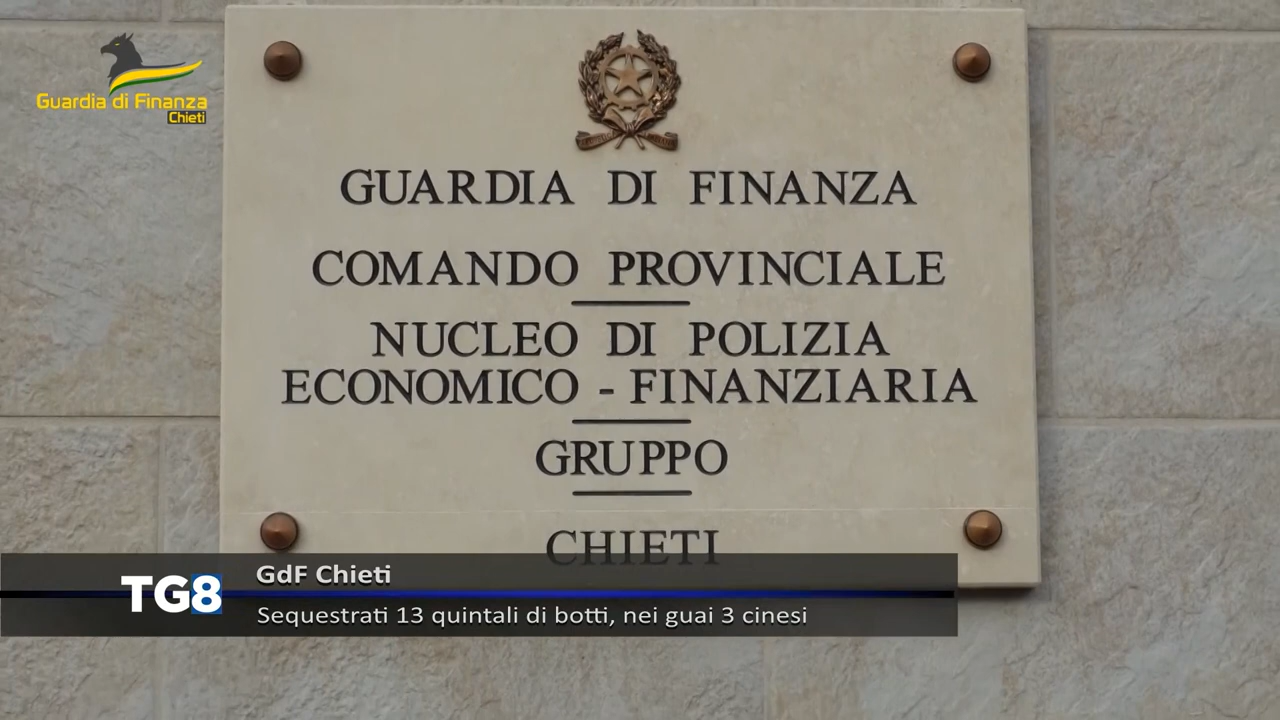 Guardia di Finanza
Chieti
GUARDIA DI FINANZA
COMANDO PROVINCIALE
NUCLEO DI POLIZIA
ECONOMICO - FINANZIARIA
GRUPPO
CHIETI
TG8
GdF Chieti
Sequestrati 13 quintali di botti, nei guai 3 cinesi